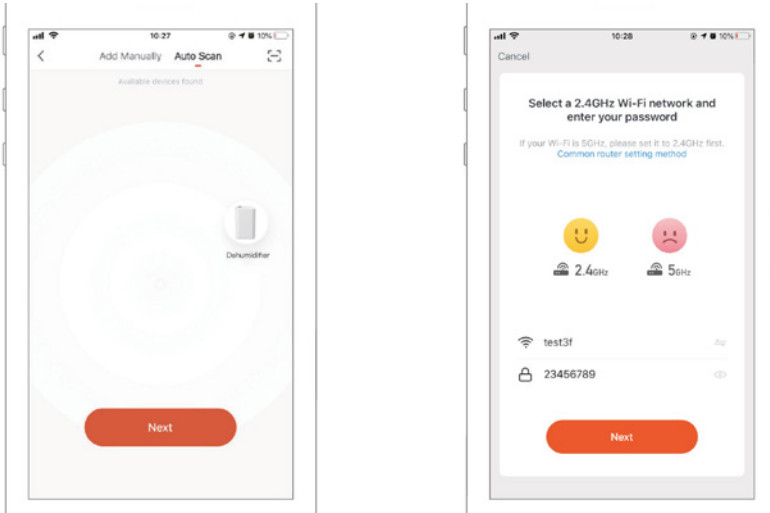 10:27
10%
Add Manually Auto Scan
Available devices found
Dehumidifier
Next
10:28
10%
Cancel
Select a 2.4GHz Wi-Fi network and
enter your password
If your Wi-Fi is 5GHz, please set it to 2.4GHz first.
Common router setting method
2.4GHz 5GHz
test3f
23456789
Next